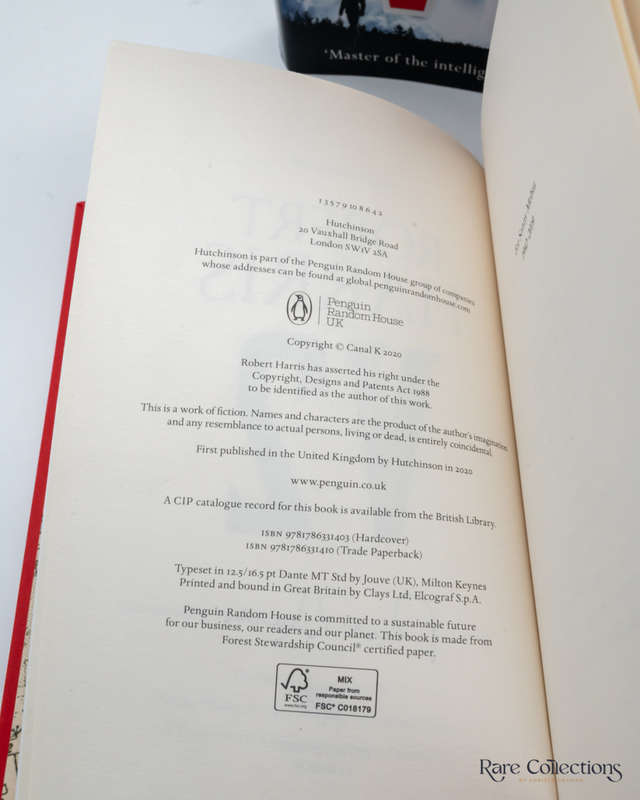 'Master of the intellig
1 3 5 7 9 10 8 6 4 2
Hutchinson
20 Vauxhall Bridge Road
London SW1V 2SA
Hutchinson is part of the Penguin Random House group of companies
whose addresses can be found at global.penguinrandomhouse.com
Penguin
Random House
UK
Copyright © Canal K 2020
Robert Harris has asserted his right under the
Copyright, Designs and Patents Act 1988
to be identified as the author of this work.
This is a work of fiction. Names and characters are the product of the author's imagination
and any resemblance to actual persons, living or dead, is entirely coincidental.
First published in the United Kingdom by Hutchinson in 2020
www.penguin.co.uk
A CIP catalogue record for this book is available from the British Library.
ISBN 9781786331403 (Hardcover)
ISBN 9781786331410 (Trade Paperback)
Typeset in 12.5/16.5 pt Dante MT Std by Jouve (UK), Milton Keynes
Printed and bound in Great Britain by Clays Ltd, Elcograf S.p.A.
Penguin Random House is committed to a sustainable future
for our business, our readers and our planet. This book is made from
Forest Stewardship Council® certified paper.
FSC
www.fsc.org
MIX
Paper from
responsible sources
FSC® C018179
Rare Collections